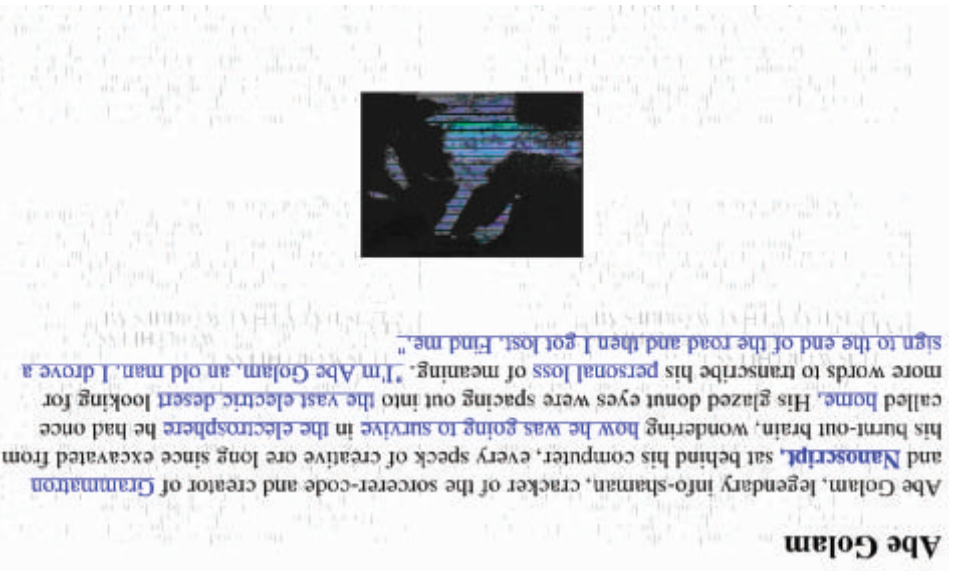 Abe Golam
Abe Golam, legendary info-shaman, cracker of the sorcerer-code and creator of Grammatron
and Nanoscript, sat behind his computer, every speck of creative ore long since excavated from
his burnt-out brain, wondering how he was going to survive in the electrosphere he had once
called home. His glazed donut eyes were spacing out into the vast electric desert looking for
more words to transcribe his personal loss of meaning. "I'm Abe Golam, an old man, I drove a
sign to the end of the road and then I got lost. Find me."